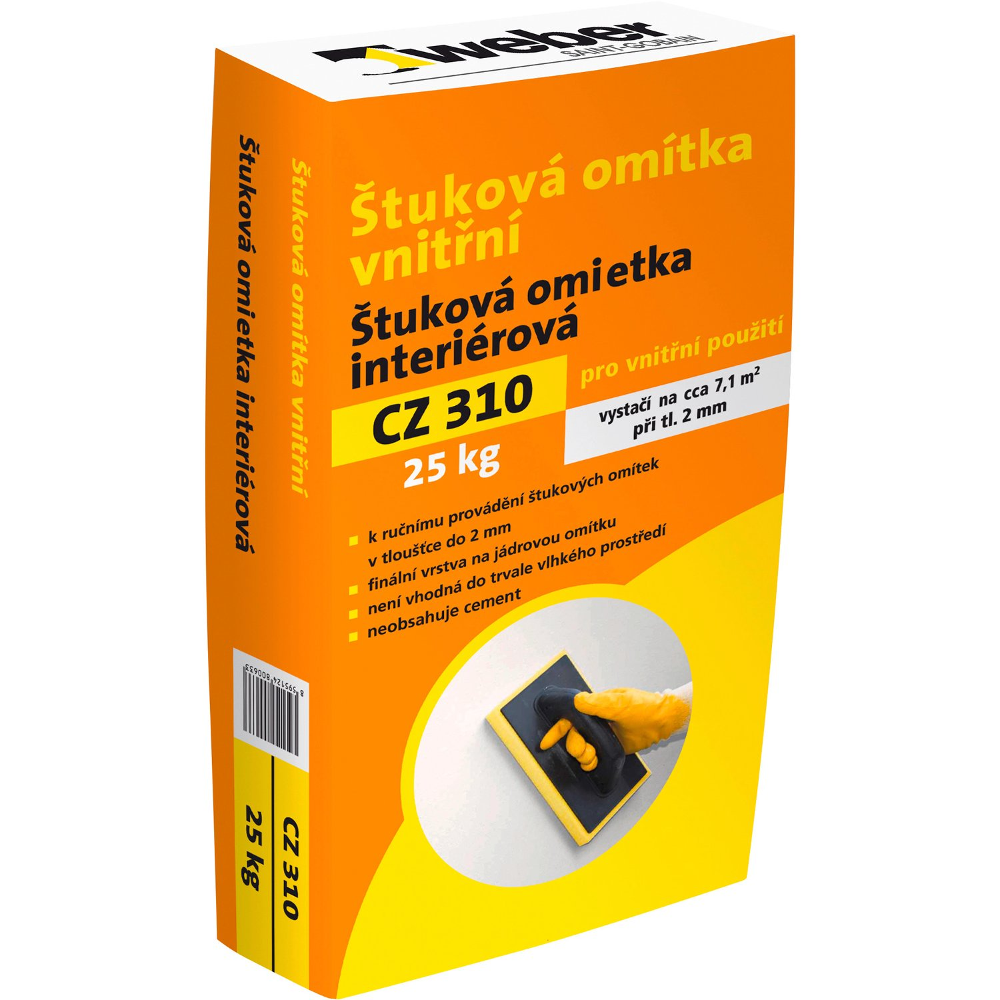 weber
SAINT-GOBAIN
Štuková omítka
vnitřní
Štuková omietka
interiérová
pro vnitřní použití
CZ 310
vystačí na cca 7,1 m²
při tl. 2 mm
25 kg
k ručnímu provádění štukových omítek
v tloušťce do 2 mm
finální vrstva na jádrovou omítku
není vhodná do trvale vlhkého prostředí
neobsahuje cement
Štuková omítka vnitřní
Štuková omietka interiérová
8 595124 800633
CZ 310
25 kg